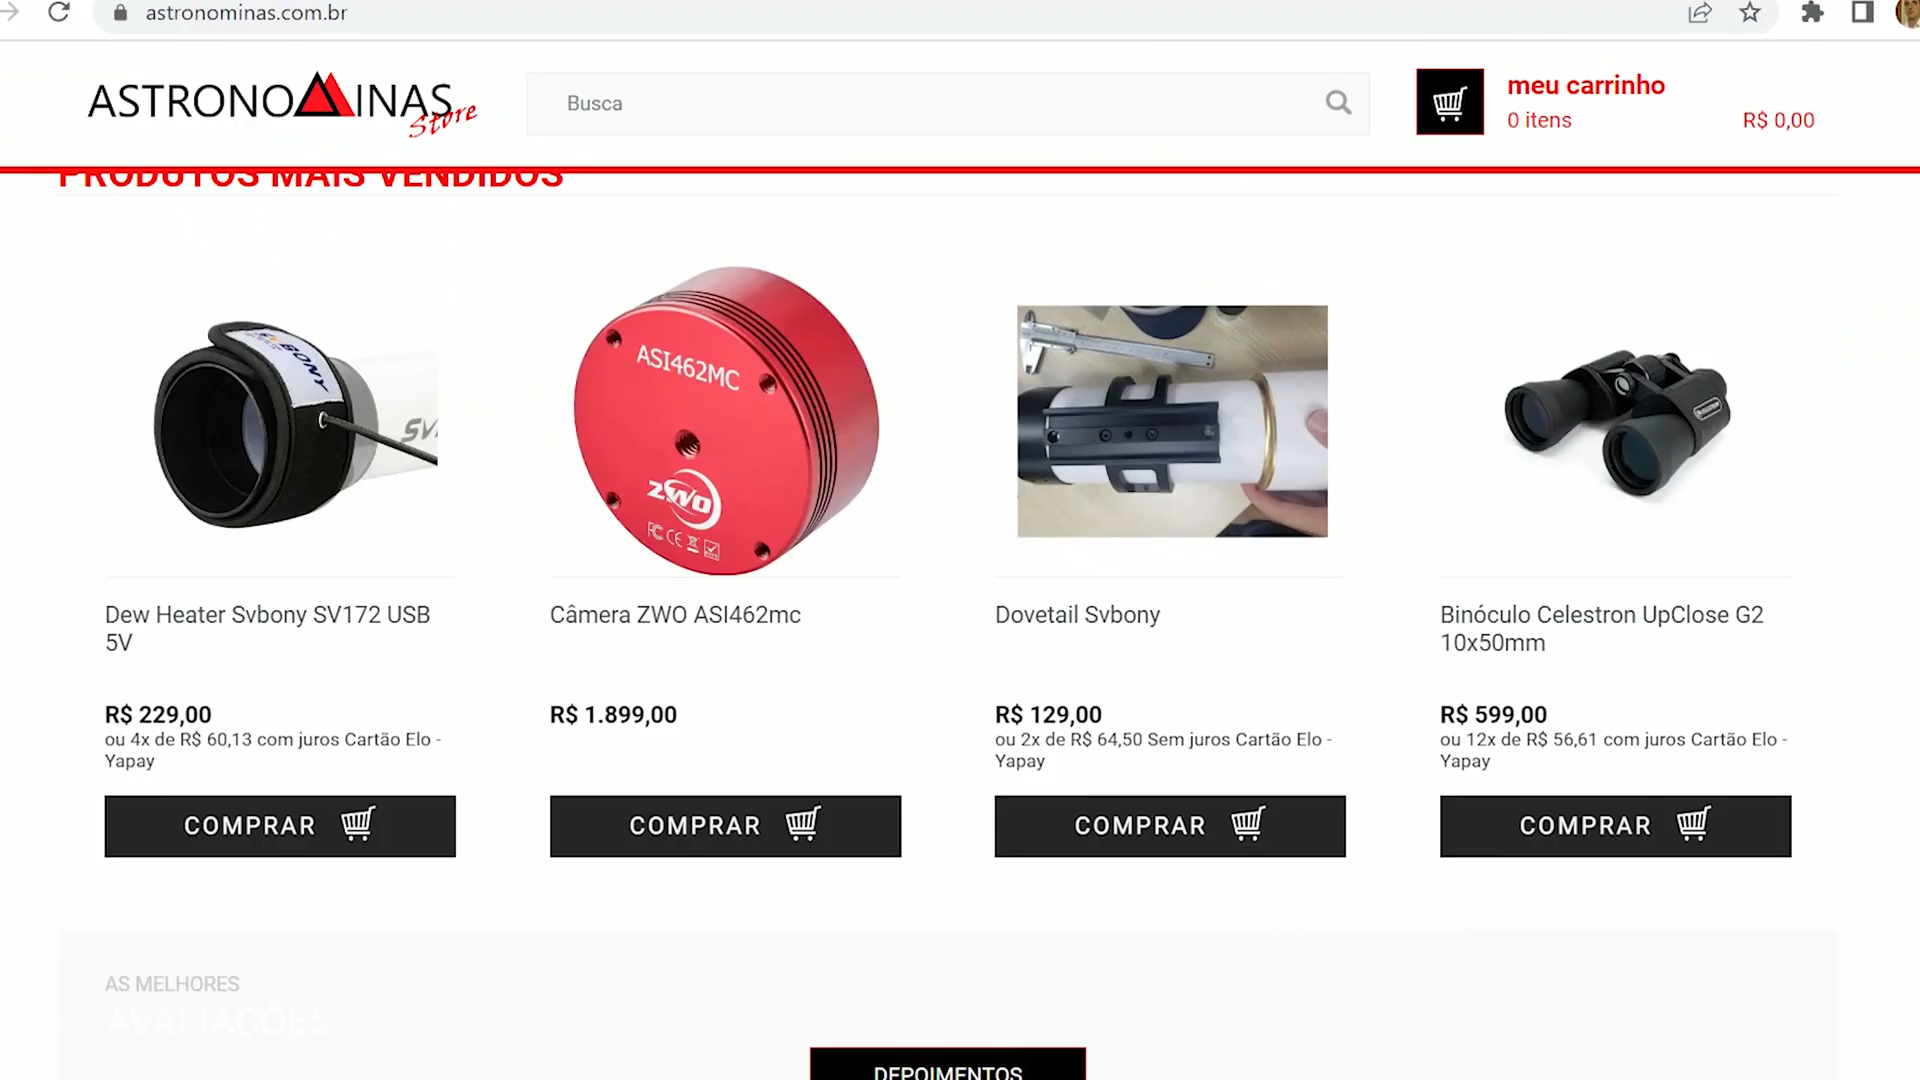 astronominas.com.br
ASTRONOMINAS
Store
Busca
meu carrinho
0 itens
R$ 0,00
PRODUTOS MAIS VENDIDOS
SVBONY
SV
ASI462MC
ZWO
FC CE
Dew Heater Svbony SV172 USB
5V
Câmera ZWO ASI462mc
Dovetail Svbony
Binóculo Celestron UpClose G2
10x50mm
R$ 229,00
ou 4x de R$ 60,13 com juros Cartão Elo -
Yapay
R$ 1.899,00
R$ 129,00
ou 2x de R$ 64,50 Sem juros Cartão Elo -
Yapay
R$ 599,00
ou 12x de R$ 56,61 com juros Cartão Elo -
Yapay
COMPRAR
COMPRAR
COMPRAR
COMPRAR
AS MELHORES
AVALIAÇÕES
DEPOIMENTOS